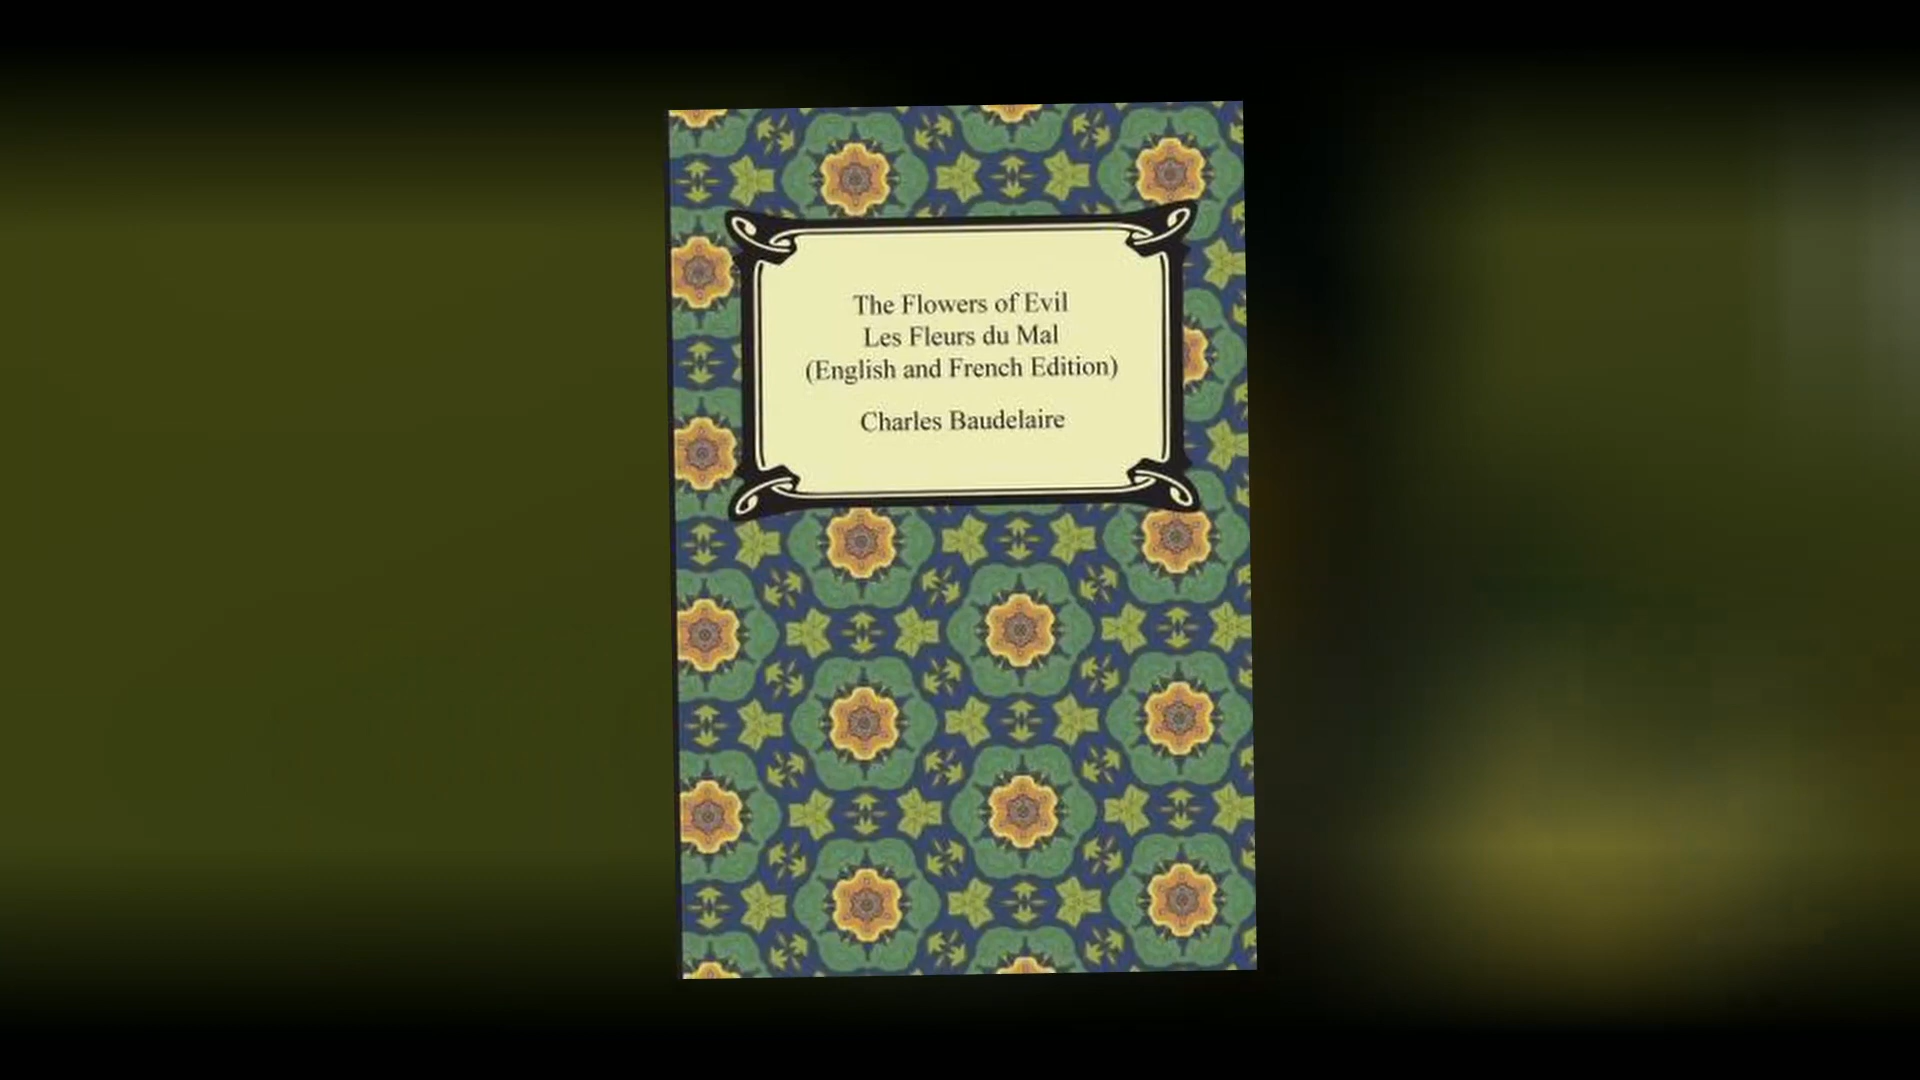 The Flowers of Evil
Les Fleurs du Mal
(English and French Edition)
Charles Baudelaire